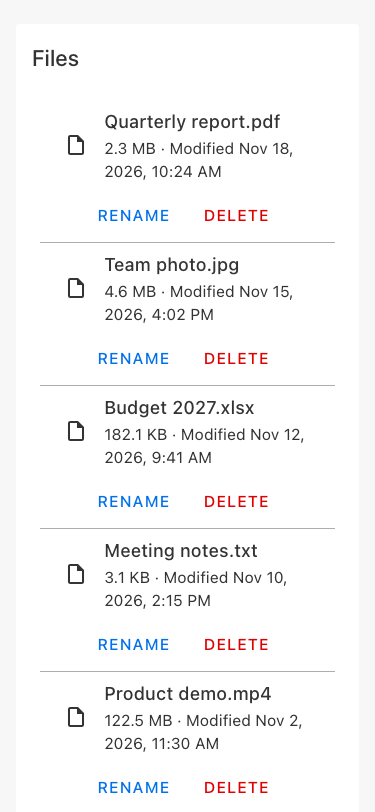 Files
Quarterly report.pdf
2.3 MB · Modified Nov 18,
2026, 10:24 AM
RENAME DELETE
Team photo.jpg
4.6 MB · Modified Nov 15,
2026, 4:02 PM
RENAME DELETE
Budget 2027.xlsx
182.1 KB · Modified Nov 12,
2026, 9:41 AM
RENAME DELETE
Meeting notes.txt
3.1 KB · Modified Nov 10,
2026, 2:15 PM
RENAME DELETE
Product demo.mp4
122.5 MB · Modified Nov 2,
2026, 11:30 AM
RENAME DELETE